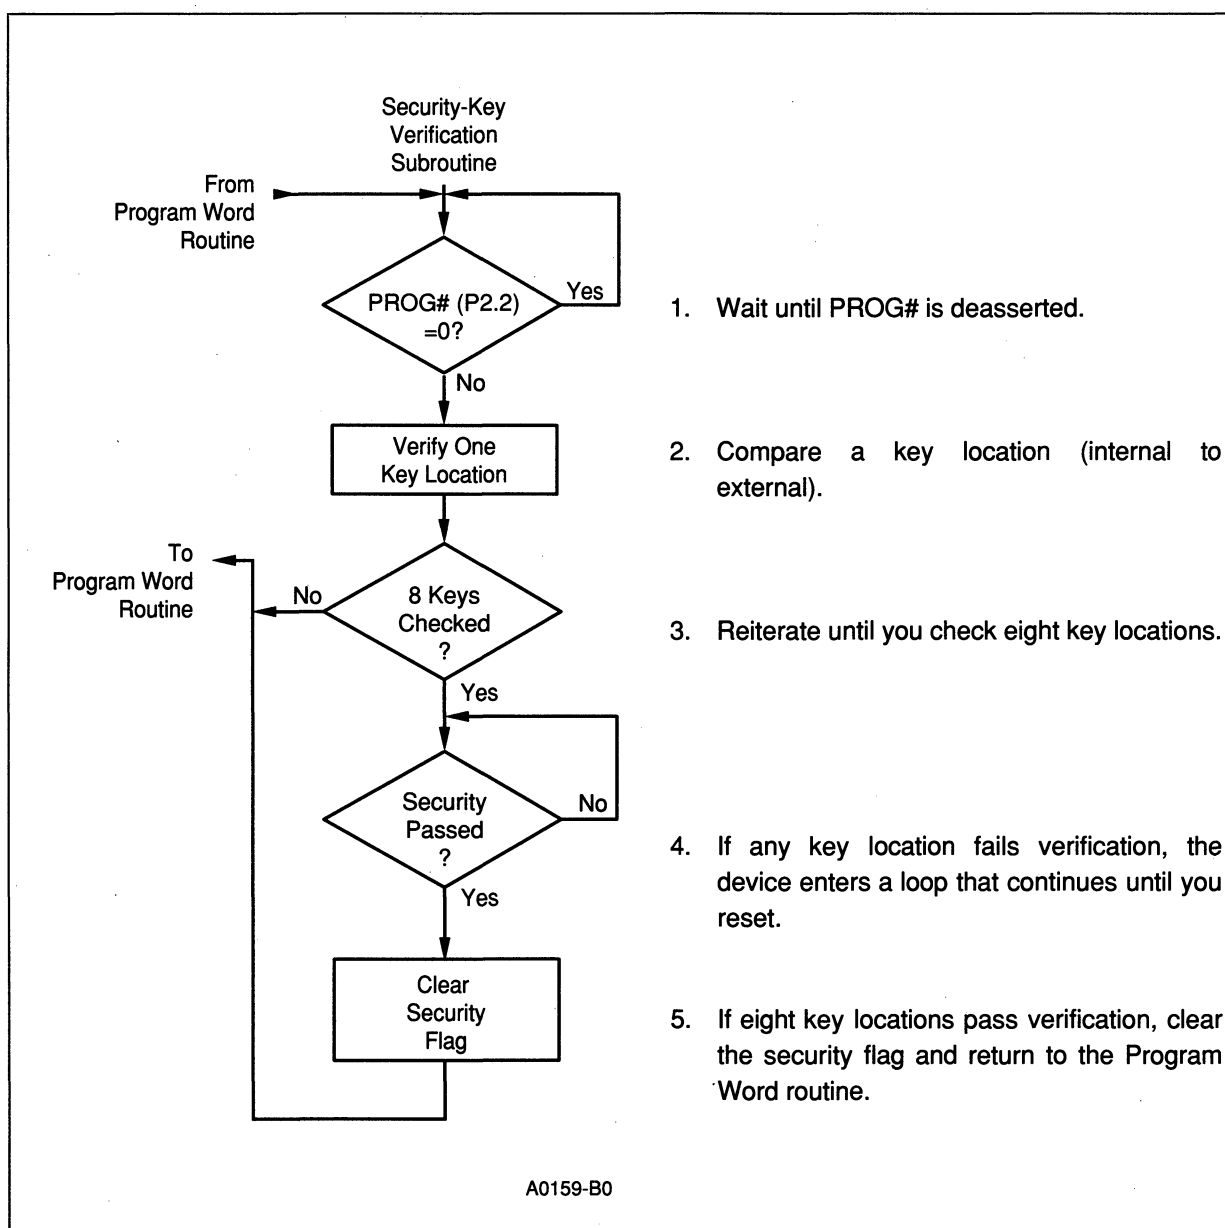 Security-Key
Verification
Subroutine
From
Program Word
Routine
PROG# (P2.2)
=0?
Yes
No
1. Wait until PROG# is deasserted.
Verify One
Key Location
2. Compare a key location (internal to
external).
To
Program Word
Routine
No
8 Keys
Checked
?
Yes
3. Reiterate until you check eight key locations.
Security
Passed
?
No
Yes
4. If any key location fails verification, the
device enters a loop that continues until you
reset.
Clear
Security
Flag
5. If eight key locations pass verification, clear
the security flag and return to the Program
Word routine.
A0159-B0